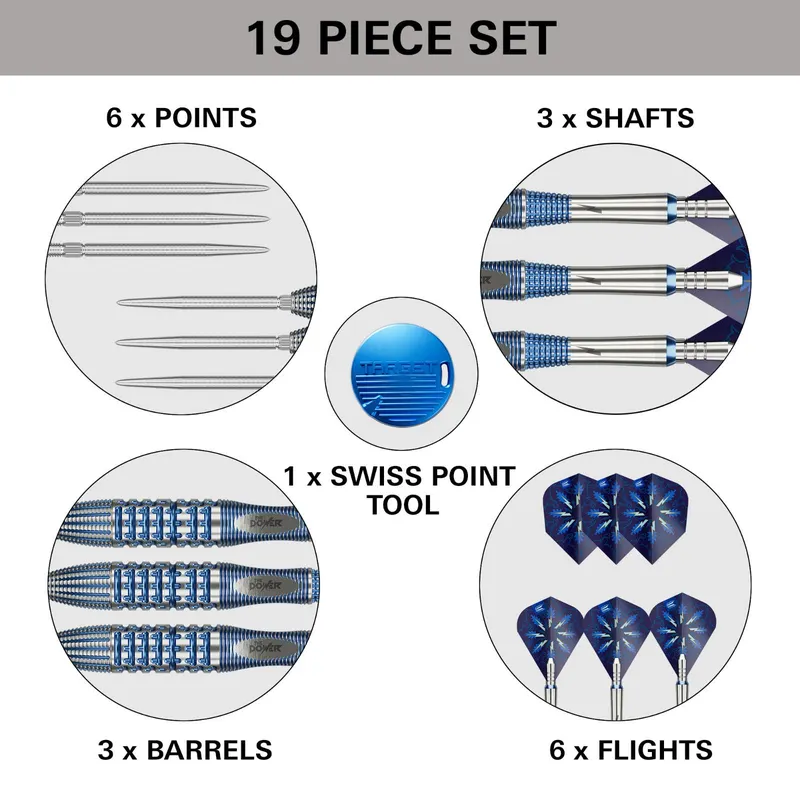 19 PIECE SET
6 x POINTS
3 x SHAFTS
TARGET
1 x SWISS POINT
TOOL
POWER
POWER
POWER
3 x BARRELS
6 x FLIGHTS